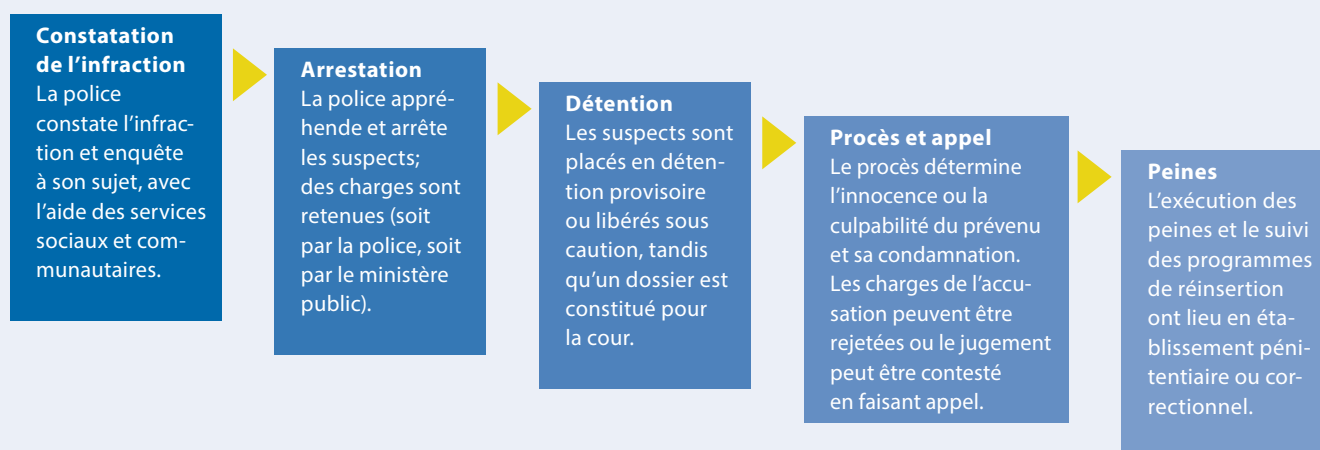 Constatation
de l’infraction
La police
constate l’infrac-
tion et enquête
à son sujet, avec
l’aide des services
sociaux et com-
munautaires.
Arrestation
La police appré-
hende et arrête
les suspects;
des charges sont
retenues (soit
par la police, soit
par le ministère
public).
Détention
Les suspects sont
placés en déten-
tion provisoire
ou libérés sous
caution, tandis
qu’un dossier est
constitué pour
la cour.
Procès et appel
Le procès détermine
l’innocence ou la
culpabilité du prévenu
et sa condamnation.
Les charges de l’accu-
sation peuvent être
rejetées ou le jugement
peut être contesté
en faisant appel.
Peines
L’exécution des
peines et le suivi
des programmes
de réinsertion
ont lieu en éta-
blissement péni-
tentiaire ou cor-
rectionnel.